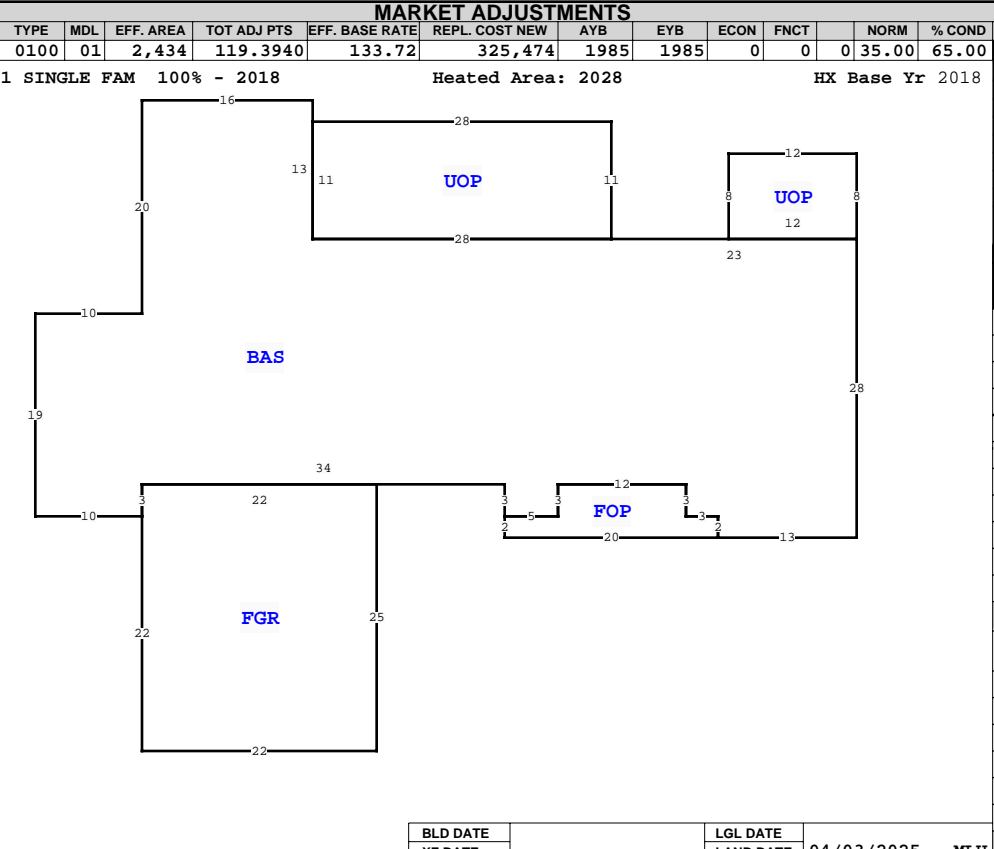 MARKET ADJUSTMENTS
TYPE MDL EFF. AREA TOT ADJ PTS EFF. BASE RATE REPL. COST NEW AYB EYB ECON FNCT NORM % COND
0100 01 2,434 119.3940 133.72 325,474 1985 1985 0 0 0 35.00 65.00
1 SINGLE FAM 100% - 2018 Heated Area: 2028 HX Base Yr 2018
16
28
12
13 11 UOP 11
8 UOP 8
20
12
28
23
10
BAS
28
19
34
12
3 22 3 3 FOP 3
10 5 3
2 2
20 13
FGR 25
22
22
BLD DATE LGL DATE